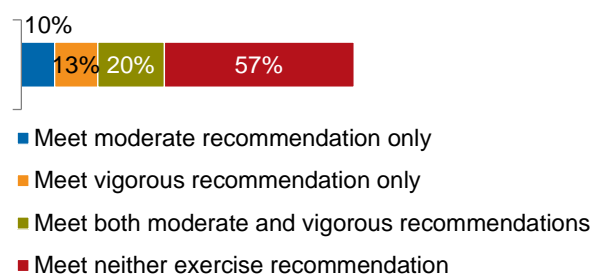 10%
13% 20% 57%
Meet moderate recommendation only
Meet vigorous recommendation only
Meet both moderate and vigorous recommendations
Meet neither exercise recommendation